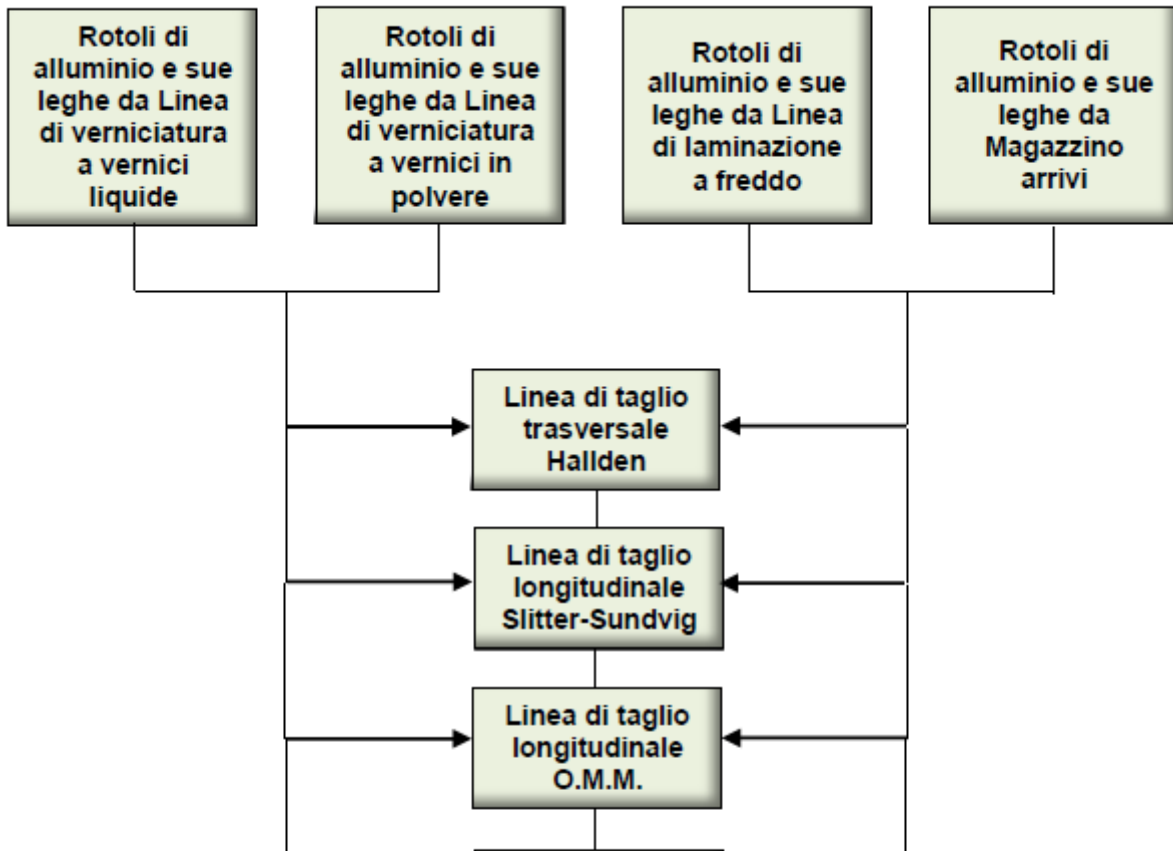 Rotoli di
alluminio e sue
leghe da Linea
di verniciatura
a vernici
liquide
Rotoli di
alluminio e sue
leghe da Linea
di verniciatura
a vernici in
polvere
Rotoli di
alluminio e sue
leghe da Linea
di laminazione
a freddo
Rotoli di
alluminio e sue
leghe da
Magazzino
arrivi
Linea di taglio
trasversale
Hallden
Linea di taglio
longitudinale
Slitter-Sundvig
Linea di taglio
longitudinale
O.M.M.